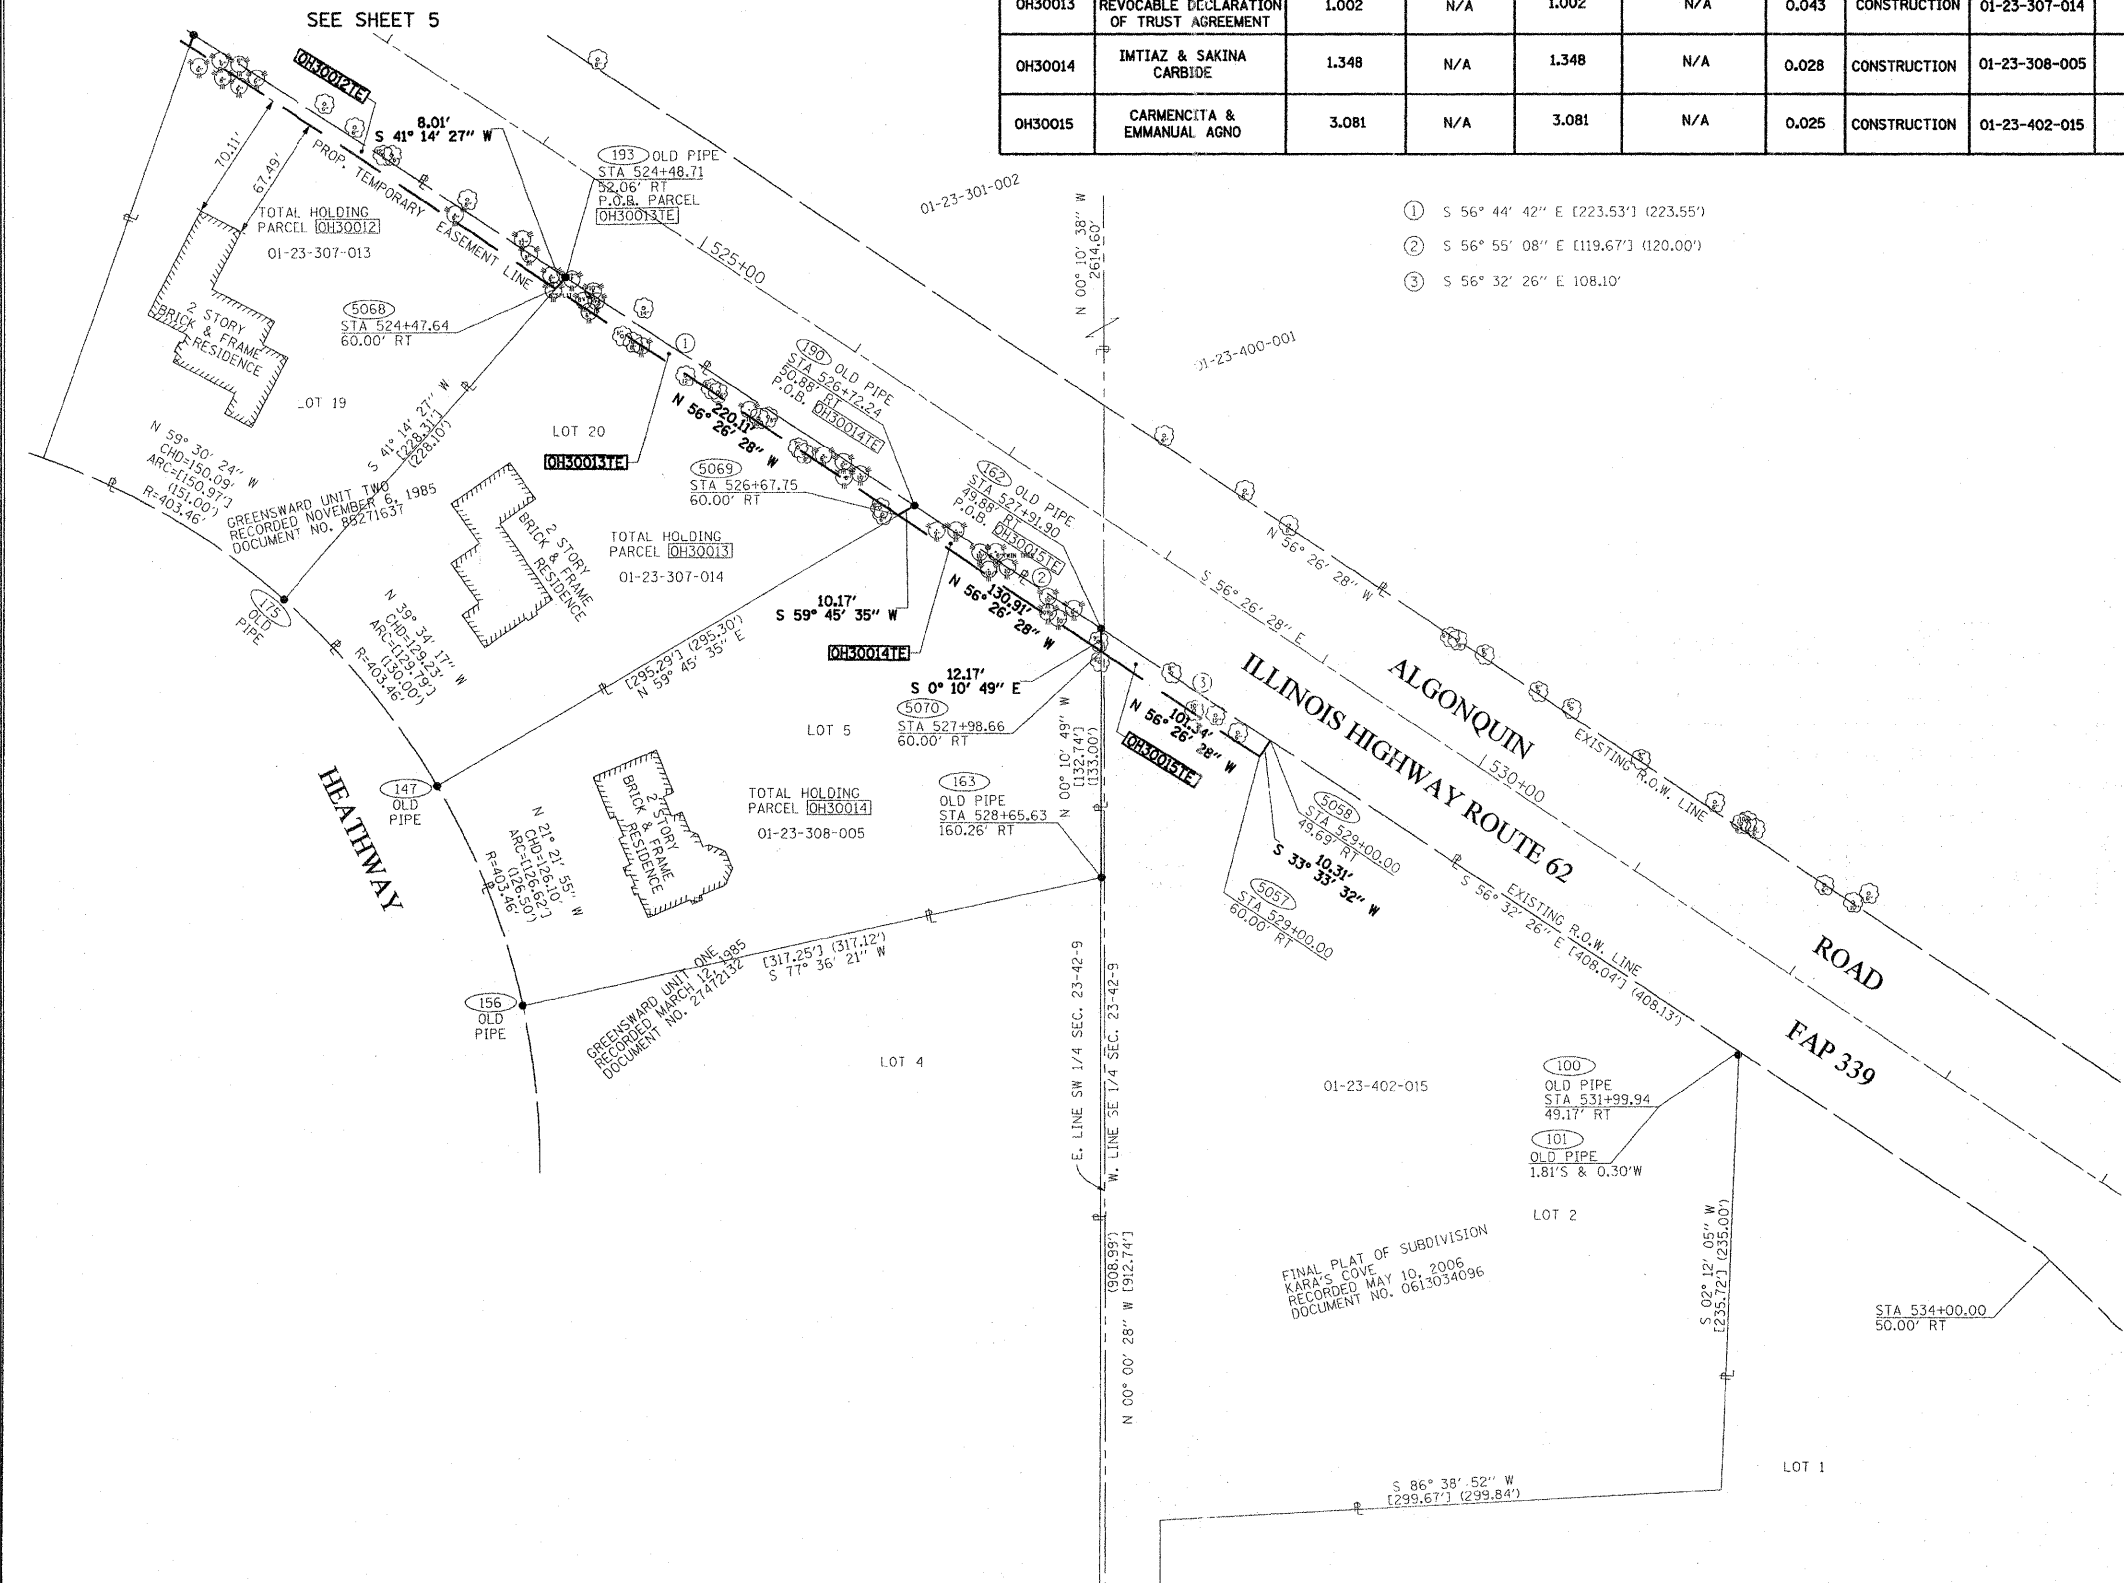 SEE SHEET 5
OH30013 REVOCABLE DECLARATION OF TRUST AGREEMENT 1.002 N/A 1.002 N/A 0.043 CONSTRUCTION 01-23-307-014
OH30014 IMTIAZ & SAKINA CARBIDE 1.348 N/A 1.348 N/A 0.028 CONSTRUCTION 01-23-308-005
OH30015 CARMENCITA & EMMANUAL AGNO 3.081 N/A 3.081 N/A 0.025 CONSTRUCTION 01-23-402-015
1 S 56° 44' 42" E [223.53'] (223.55')
2 S 56° 55' 08" E [119.67'] (120.00')
3 S 56° 32' 26" E 108.10'
OH30012TE
8.01'
S 41° 14' 27" W
70.11'
67.49'
PROP. TEMPORARY EASEMENT LINE
193 OLD PIPE
STA 524+48.71
52.06' RT
P.O.B. PARCEL
OH30013TE
01-23-301-002
TOTAL HOLDING
PARCEL OH30012
01-23-307-013
525+00
N 00° 10' 38" W
2614.60'
2 STORY
BRICK & FRAME
RESIDENCE
5068
STA 524+47.64
60.00' RT
1
190 OLD PIPE
STA 526+72.24
50.88' RT
P.O.B.
OH30014TE
01-23-400-001
LOT 19
S 41° 14' 27" W
[228.31']
(228.10')
220.11'
N 56° 26' 28" W
LOT 20
OH30013TE
N 59° 30' 24" W
CHD=150.09'
ARC=[150.97']
(151.00')
R=403.46'
5069
STA 526+67.75
60.00' RT
162 OLD PIPE
STA 527+91.90
49.88' RT
P.O.B.
OH30015TE
GREENSWARD UNIT TWO
RECORDED NOVEMBER 6, 1985
DOCUMENT NO. 85271637
2 STORY
BRICK & FRAME
RESIDENCE
TOTAL HOLDING
PARCEL OH30013
01-23-307-014
N 56° 26' 28" W
2
S 56° 26' 28" E
175
OLD
PIPE
N 39° 34' 17" W
CHD=129.23'
ARC=[129.79']
(130.00')
R=403.46'
10.17'
S 59° 45' 35" W
130.91'
N 56° 26' 28" W
OH30014TE
[295.29'] (295.30')
N 59° 45' 35" E
12.17'
S 0° 10' 49" E
3
5070
STA 527+98.66
60.00' RT
LOT 5
N 00° 10' 49" W
[132.74']
(133.00')
101.34'
N 56° 26' 28" W
OH30015TE
ILLINOIS HIGHWAY ROUTE 62
ALGONQUIN
EXISTING R.O.W. LINE
530+00
147
OLD
PIPE
HEATHWAY
2 STORY
BRICK & FRAME
RESIDENCE
TOTAL HOLDING
PARCEL OH30014
01-23-308-005
163
OLD PIPE
STA 528+65.63
160.26' RT
5058
STA 529+00.00
49.69' RT
10.31'
S 33° 33' 32" W
5057
STA 529+00.00
60.00' RT
N 21° 21' 55" W
CHD=126.10'
ARC=[126.62']
(126.50')
R=403.46'
EXISTING R.O.W. LINE
S 56° 32' 26" E [408.04'] (408.13')
ROAD
FAP 339
[317.25'] (317.12')
S 77° 36' 21" W
156
OLD
PIPE
GREENSWARD UNIT ONE
RECORDED MARCH 12, 1985
DOCUMENT NO. 27472132
E. LINE SW 1/4 SEC. 23-42-9
W. LINE SE 1/4 SEC. 23-42-9
LOT 4
01-23-402-015
100
OLD PIPE
STA 531+99.94
49.17' RT
101
OLD PIPE
1.81'S & 0.30'W
LOT 2
S 02° 12' 05" W
[235.72'] (235.00')
(908.99')
N 00° 00' 28" W [912.74']
FINAL PLAT OF SUBDIVISION
KARA'S COVE
RECORDED MAY 10, 2006
DOCUMENT NO. 0613034096
STA 534+00.00
50.00' RT
LOT 1
S 86° 38' 52" W
[299.67'] (299.84')